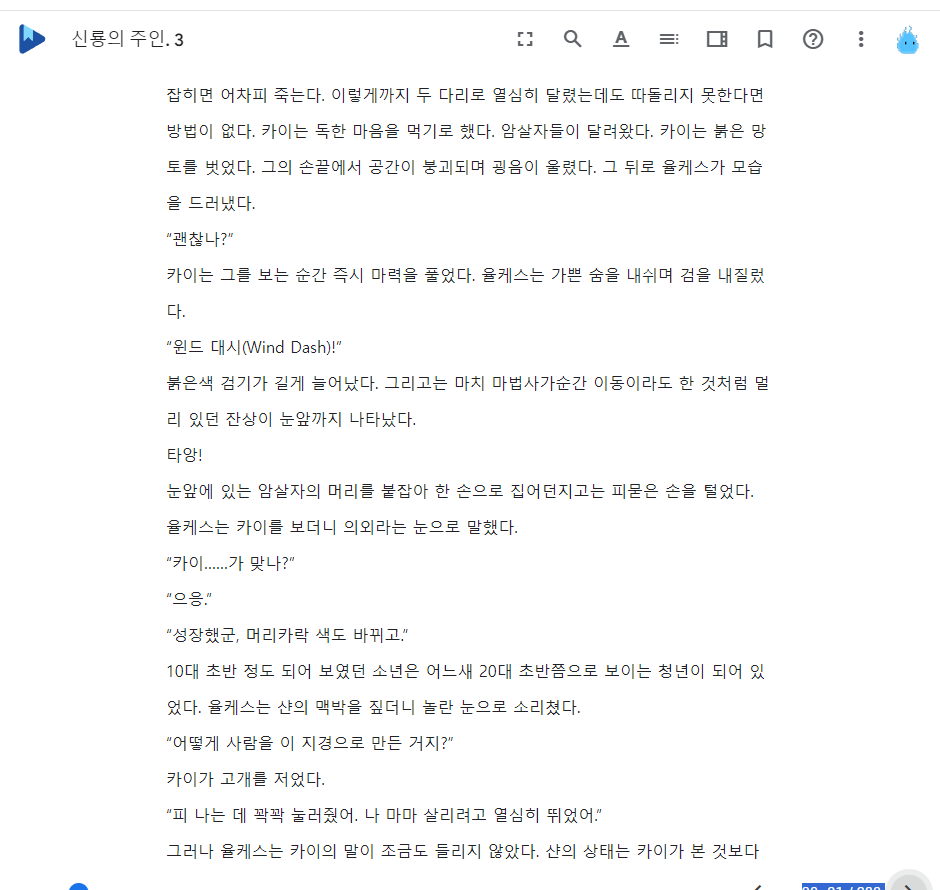 신룡의 주인. 3
잡히면 어차피 죽는다. 이렇게까지 두 다리로 열심히 달렸는데도 따돌리지 못한다면
방법이 없다. 카이는 독한 마음을 먹기로 했다. 암살자들이 달려왔다. 카이는 붉은 망
토를 벗었다. 그의 손끝에서 공간이 붕괴되며 굉음이 울렸다. 그 뒤로 율케스가 모습
을 드러냈다.
“괜찮나?”
카이는 그를 보는 순간 즉시 마력을 풀었다. 율케스는 가쁜 숨을 내쉬며 검을 내질렀
다.
“윈드 대시(Wind Dash)!”
붉은색 검기가 길게 늘어났다. 그리고는 마치 마법사가순간 이동이라도 한 것처럼 멀
리 있던 잔상이 눈앞까지 나타났다.
타앙!
눈앞에 있는 암살자의 머리를 붙잡아 한 손으로 집어던지고는 피묻은 손을 털었다.
율케스는 카이를 보더니 의외라는 눈으로 말했다.
“카이......가 맞나?”
“으응.”
“성장했군, 머리카락 색도 바뀌고.”
10대 초반 정도 되어 보였던 소년은 어느새 20대 초반쯤으로 보이는 청년이 되어 있
었다. 율케스는 샨의 맥박을 짚더니 놀란 눈으로 소리쳤다.
“어떻게 사람을 이 지경으로 만든 거지?”
카이가 고개를 저었다.
“피 나는 데 꽉꽉 눌러줬어. 나 마마 살리려고 열심히 뛰었어.”
그러나 율케스는 카이의 말이 조금도 들리지 않았다. 샨의 상태는 카이가 본 것보다